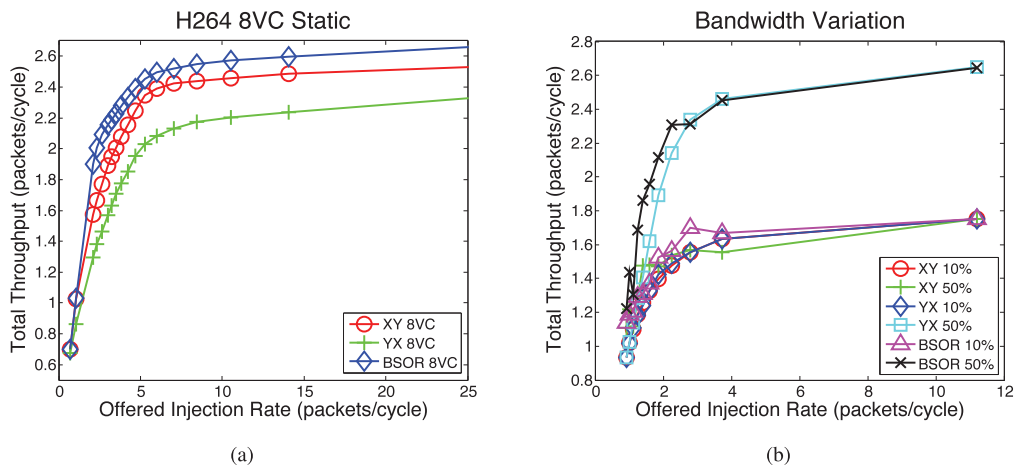 H264 8VC Static
Total Throughput (packets/cycle)
2.6
2.4
2.2
2
1.8
1.6
1.4
1.2
1
0.8
0.6
0
5
10
15
20
25
XY 8VC
YX 8VC
BSOR 8VC
Offered Injection Rate (packets/cycle)
(a)
Bandwidth Variation
Total Throughput (packets/cycle)
2.8
2.6
2.4
2.2
2
1.8
1.6
1.4
1.2
1
0.8
0
2
4
6
8
10
12
XY 10%
XY 50%
YX 10%
YX 50%
BSOR 10%
BSOR 50%
Offered Injection Rate (packets/cycle)
(b)